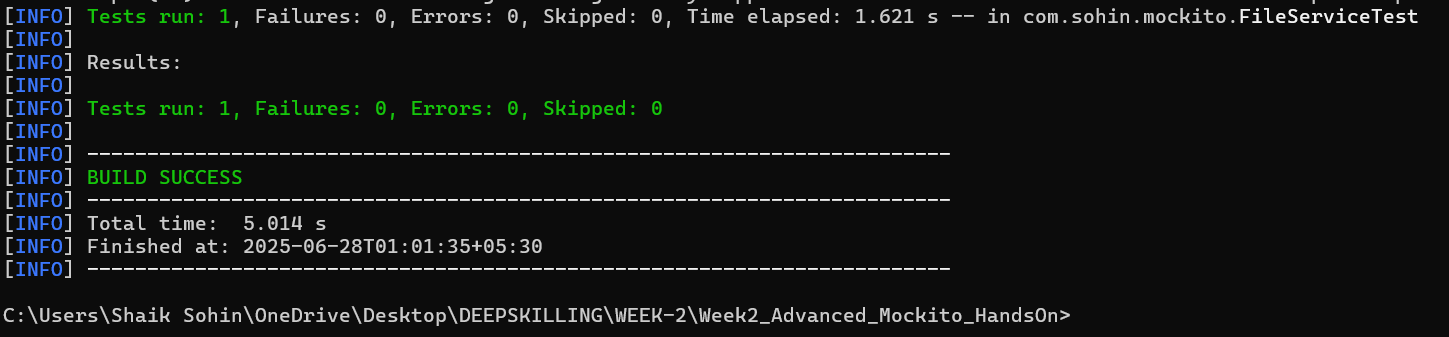 [INFO] Tests run: 1, Failures: 0, Errors: 0, Skipped: 0, Time elapsed: 1.621 s -- in com.sohin.mockito.FileServiceTest
[INFO]
[INFO] Results:
[INFO]
[INFO] Tests run: 1, Failures: 0, Errors: 0, Skipped: 0
[INFO]
[INFO] ------------------------------------------------------------------------
[INFO] BUILD SUCCESS
[INFO] ------------------------------------------------------------------------
[INFO] Total time:  5.014 s
[INFO] Finished at: 2025-06-28T01:01:35+05:30
[INFO] ------------------------------------------------------------------------
C:\Users\Shaik Sohin\OneDrive\Desktop\DEEPSKILLING\WEEK-2\Week2_Advanced_Mockito_HandsOn>